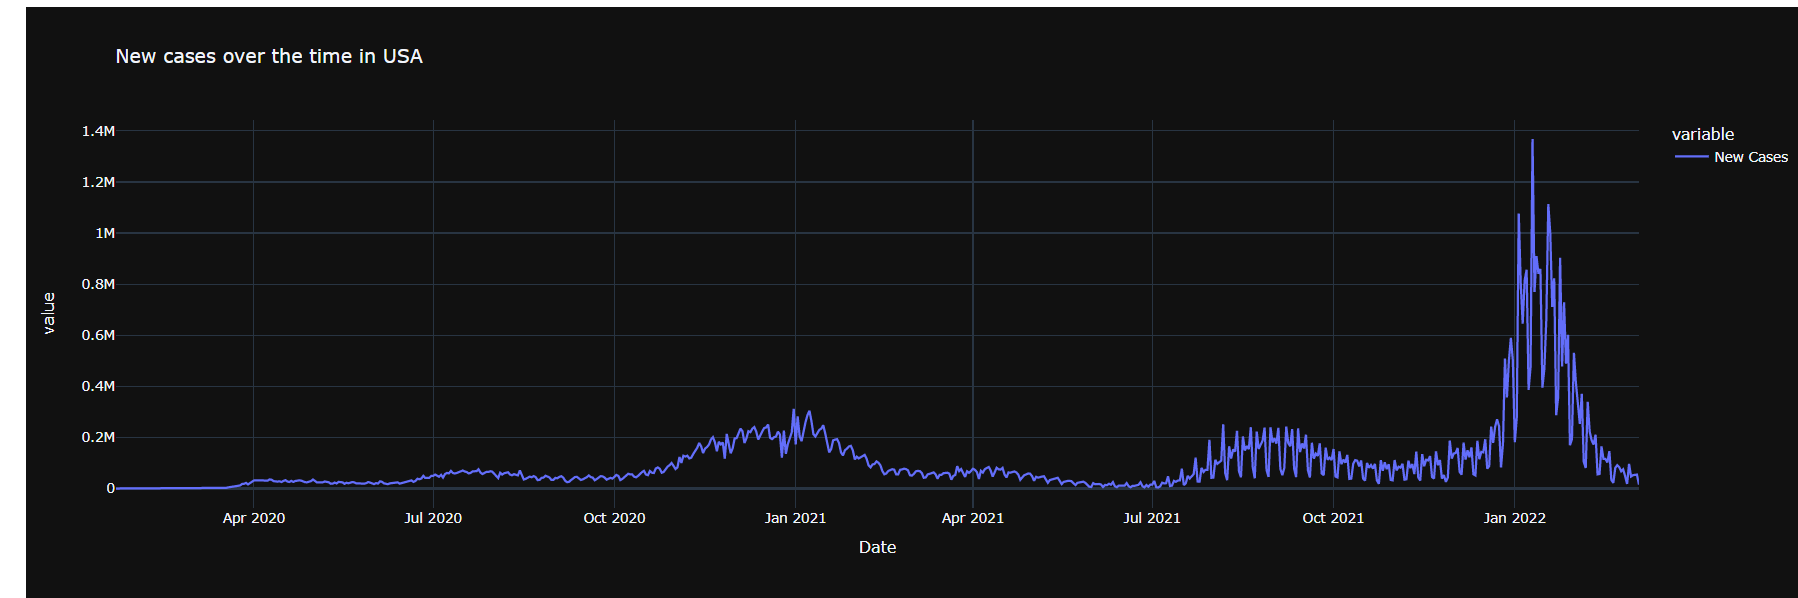 New cases over the time in USA
1.4M
1.2M
1M
0.8M
0.6M
0.4M
0.2M
0
value
Apr 2020
Jul 2020
Oct 2020
Jan 2021
Apr 2021
Jul 2021
Oct 2021
Jan 2022
Date
variable
New Cases